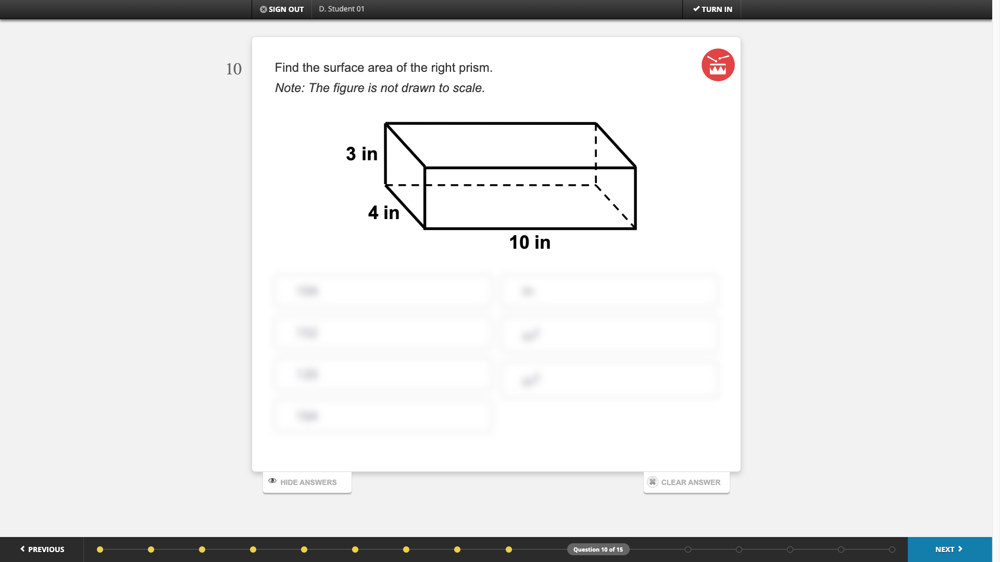 SIGN OUT
D. Student 01
TURN IN
10
Find the surface area of the right prism.
Note: The figure is not drawn to scale.
3 in
4 in
10 in
HIDE ANSWERS
CLEAR ANSWER
PREVIOUS
Question 10 of 15
NEXT